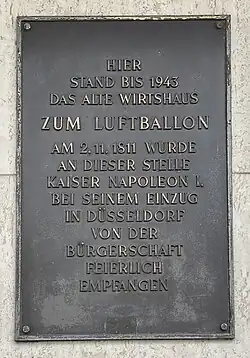 HIER
STAND BIS 1943
DAS ALTE WIRTSHAUS
ZUM LUFTBALLON
AM 2. 11. 1811 WURDE
AN DIESER STELLE
KAISER NAPOLEON I.
BEI SEINEM EINZUG
IN DÜSSELDORF
VON DER
BÜRGERSCHAFT
FEIERLICH
EMPFANGEN